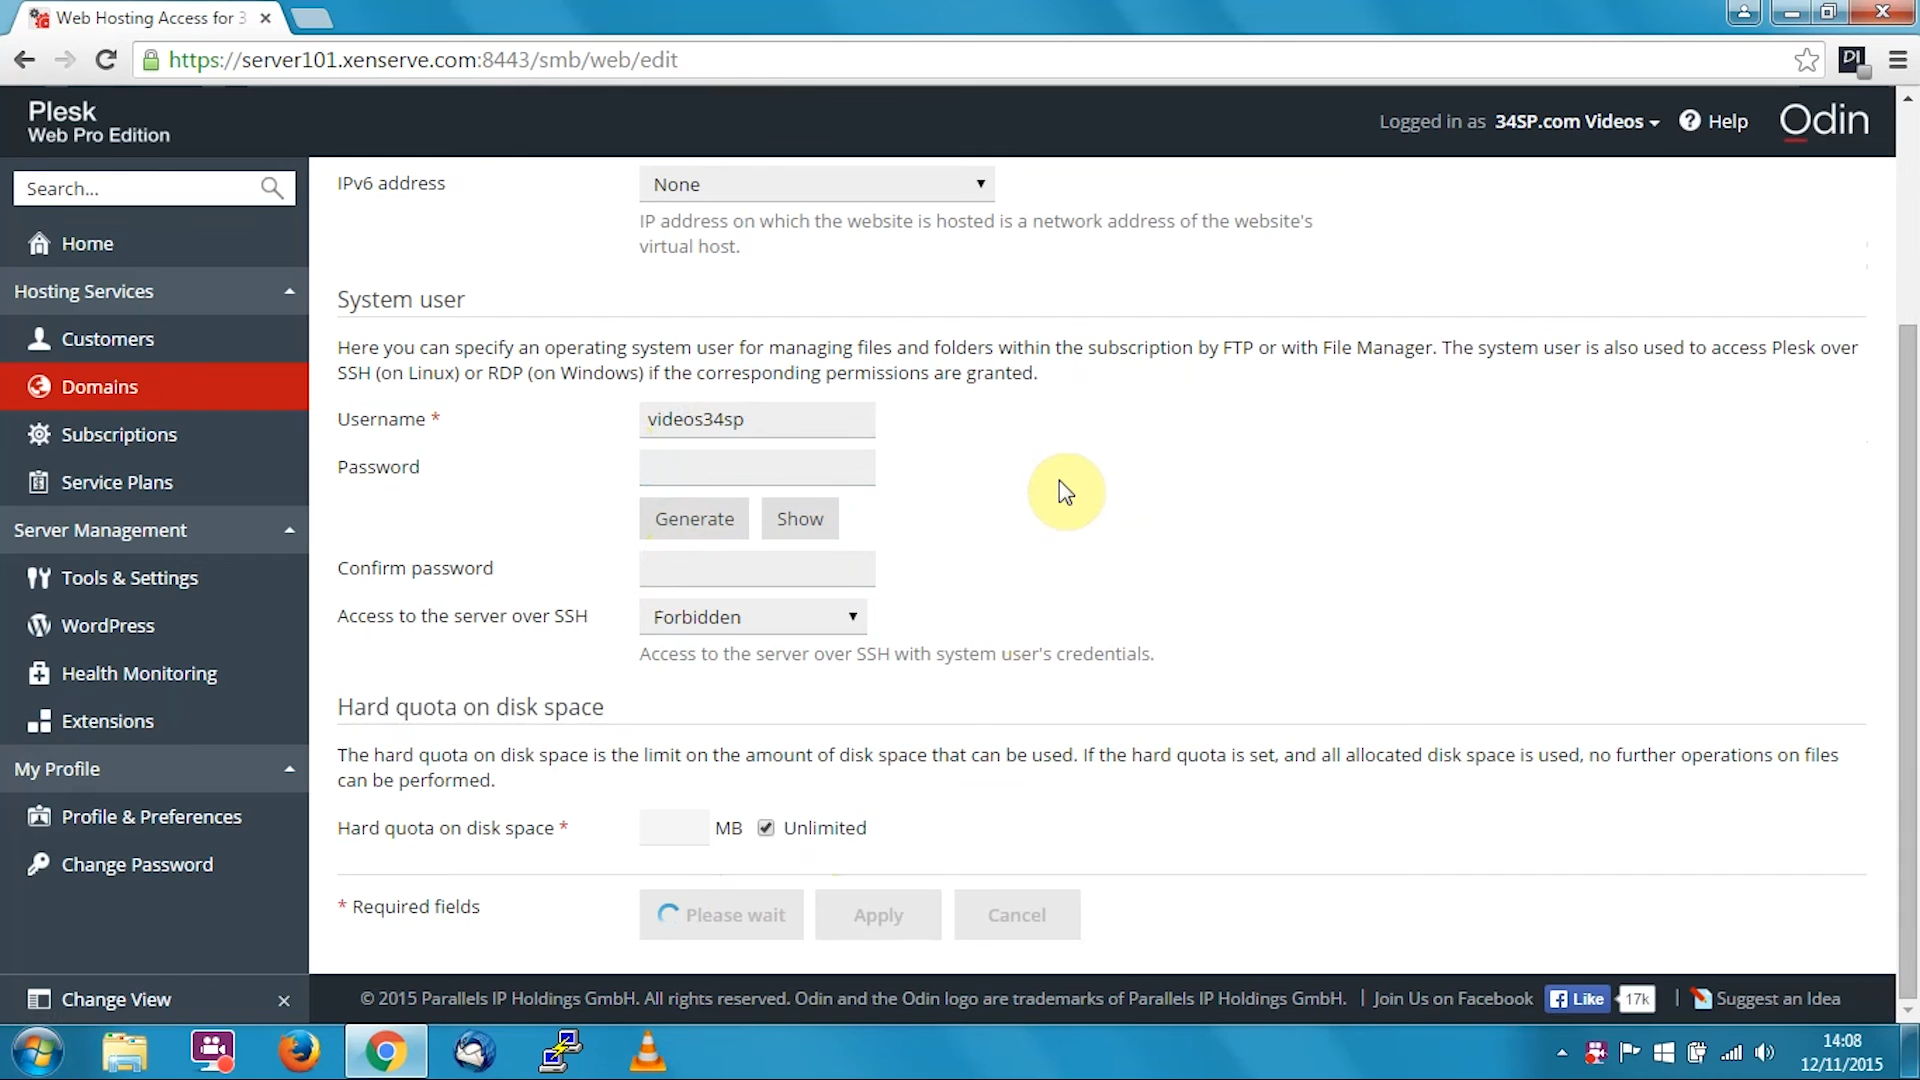 Web Hosting Access for 3
https://server101.xenserve.com:8443/smb/web/edit
DI
Plesk
Web Pro Edition
Logged in as 34SP.com Videos
? Help
Odin
Search...
Home
Hosting Services
Customers
Domains
Subscriptions
Service Plans
Server Management
Tools & Settings
WordPress
Health Monitoring
Extensions
My Profile
Profile & Preferences
Change Password
Change View
IPv6 address
None
IP address on which the website is hosted is a network address of the website's
virtual host.
System user
Here you can specify an operating system user for managing files and folders within the subscription by FTP or with File Manager. The system user is also used to access Plesk over
SSH (on Linux) or RDP (on Windows) if the corresponding permissions are granted.
Username *
videos34sp
Password
Generate
Show
Confirm password
Access to the server over SSH
Forbidden
Access to the server over SSH with system user's credentials.
Hard quota on disk space
The hard quota on disk space is the limit on the amount of disk space that can be used. If the hard quota is set, and all allocated disk space is used, no further operations on files
can be performed.
Hard quota on disk space *
MB
Unlimited
* Required fields
Please wait
Apply
Cancel
© 2015 Parallels IP Holdings GmbH. All rights reserved. Odin and the Odin logo are trademarks of Parallels IP Holdings GmbH. | Join Us on Facebook
Like
17k
| Suggest an Idea
14:08
12/11/2015